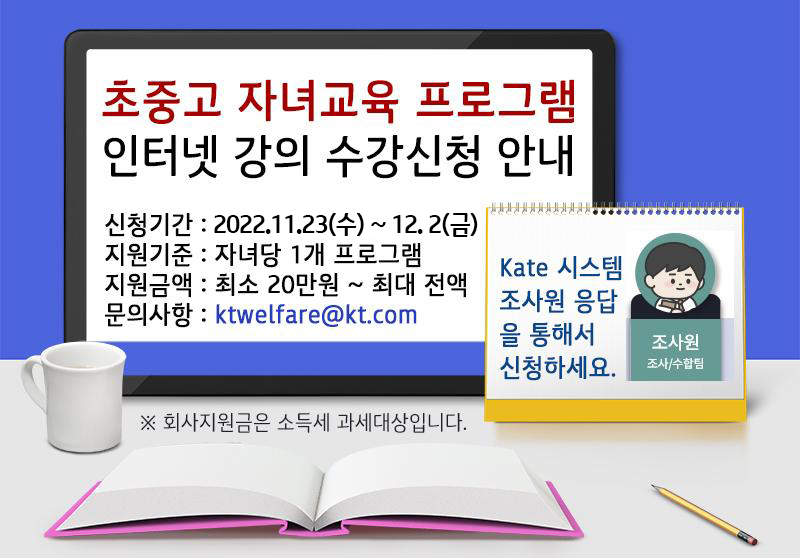 초중고 자녀교육 프로그램
인터넷 강의 수강신청 안내
신청기간 : 2022.11.23(수) ~ 12. 2(금)
지원기준 : 자녀당 1개 프로그램
지원금액 : 최소 20만원 ~ 최대 전액
문의사항 : ktwelfare@kt.com
Kate 시스템
조사원 응답
을 통해서
신청하세요.
조사원
조사/수합팀
※ 회사지원금은 소득세 과세대상입니다.